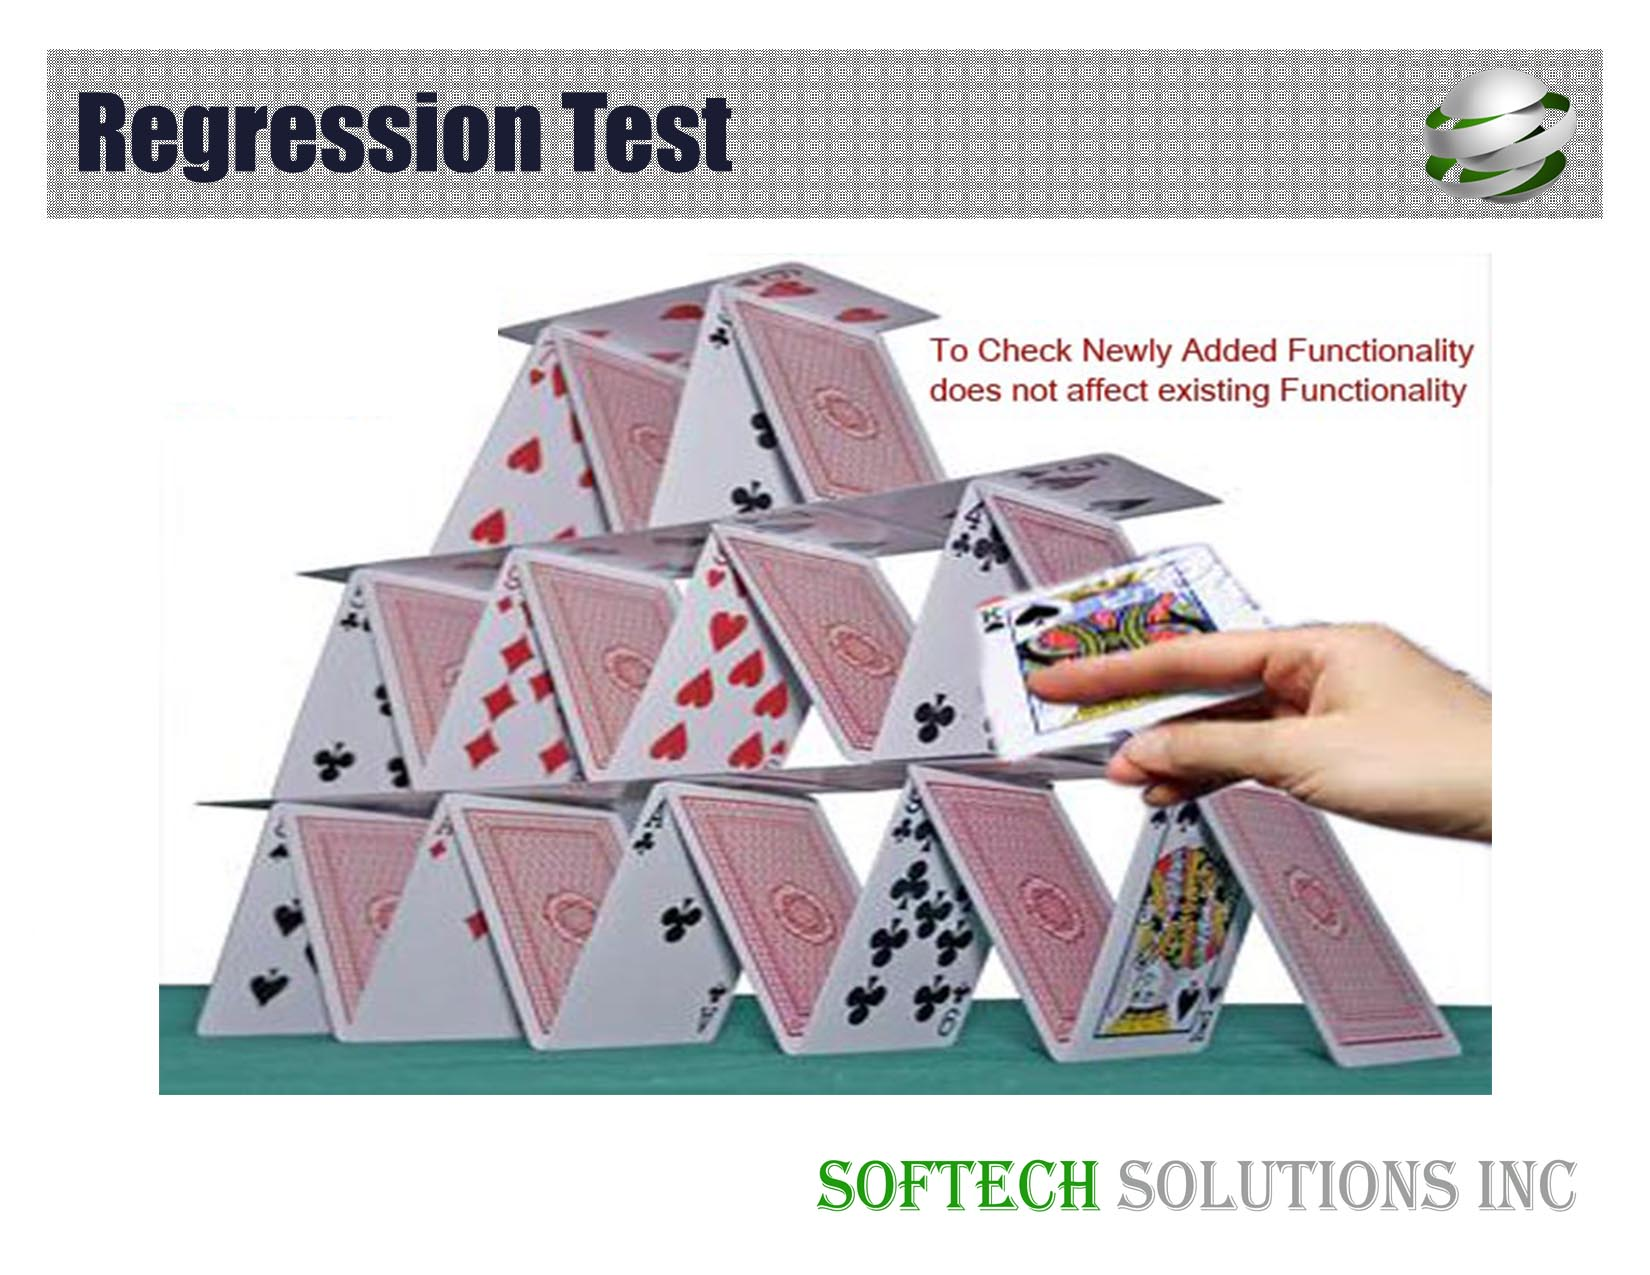 Regression Test
To Check Newly Added Functionality
does not affect existing Functionality
SOFTECH SOLUTIONS INC